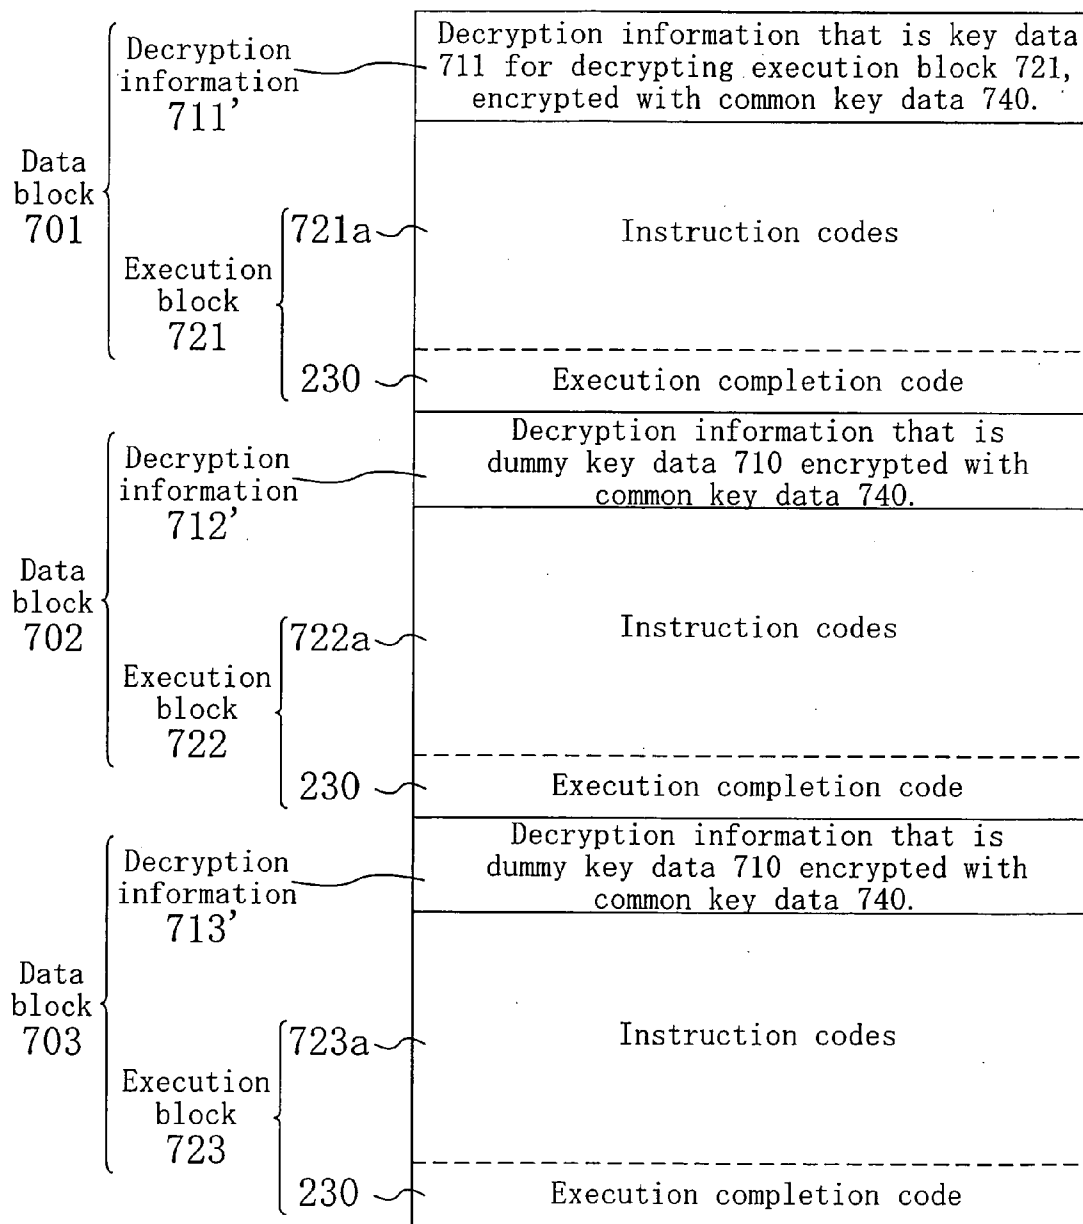 Decryption
information
711'
Decryption information that is key data
711 for decrypting execution block 721,
encrypted with common key data 740.
Data
block
701
721a
Instruction codes
Execution
block
721
230
Execution completion code
Decryption
information
712'
Decryption information that is
dummy key data 710 encrypted with
common key data 740.
Data
block
702
722a
Instruction codes
Execution
block
722
230
Execution completion code
Decryption
information
713'
Decryption information that is
dummy key data 710 encrypted with
common key data 740.
Data
block
703
723a
Instruction codes
Execution
block
723
230
Execution completion code